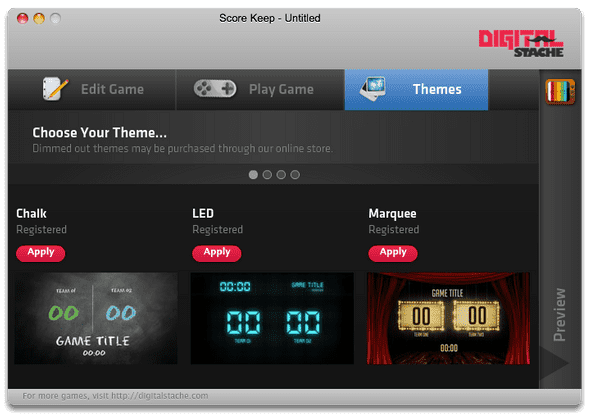 Score Keep - Untitled
DIGITAL
STACHE
Edit Game
Play Game
Themes
Choose Your Theme...
Dimmed out themes may be purchased through our online store.
Chalk
Registered
Apply
TEAM 01
TEAM 02
00
00
GAME TITLE
00:00
LED
Registered
Apply
00:00
GAME TITLE
00
00
TEAM 01
TEAM 02
Marquee
Registered
Apply
GAME TITLE
00
00
TEAM ONE
TEAM TWO
00:00
Preview
For more games, visit http://digitalstache.com